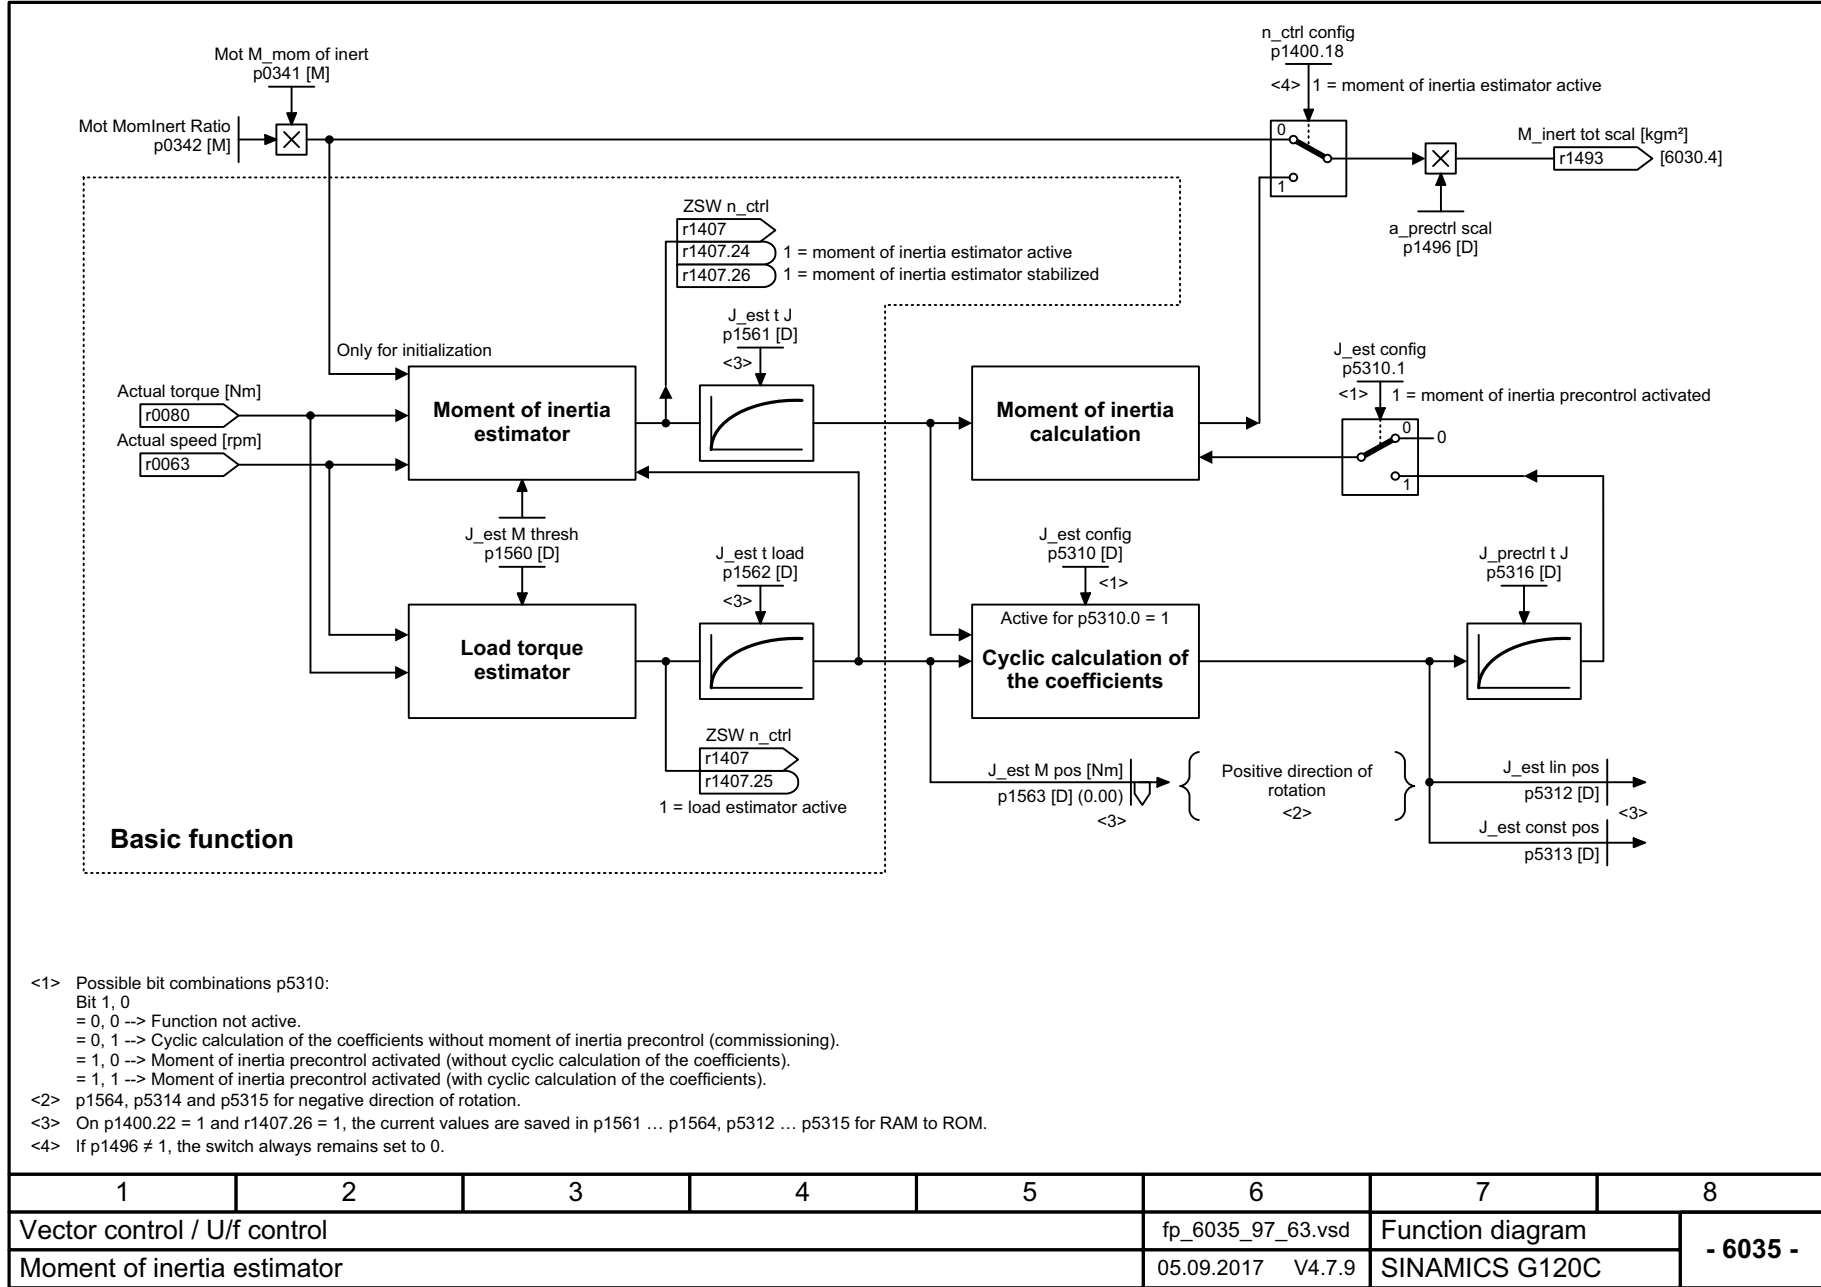 n_ctrl config
p1400.18
<4>
1 = moment of inertia estimator active
Mot M_mom of inert
p0341 [M]
Mot MomInert Ratio
p0342 [M]
0
1
M_inert tot scal [kgm²]
r1493
[6030.4]
a_prectrl scal
p1496 [D]
ZSW n_ctrl
r1407
r1407.24
1 = moment of inertia estimator active
r1407.26
1 = moment of inertia estimator stabilized
J_est t J
p1561 [D]
<3>
Only for initialization
Actual torque [Nm]
r0080
Actual speed [rpm]
r0063
Moment of inertia
estimator
Moment of inertia
calculation
J_est config
p5310.1
<1>
1 = moment of inertia precontrol activated
0
0
1
J_est M thresh
p1560 [D]
J_est t load
p1562 [D]
<3>
J_est config
p5310 [D]
<1>
J_prectrl t J
p5316 [D]
Load torque
estimator
Active for p5310.0 = 1
Cyclic calculation of
the coefficients
ZSW n_ctrl
r1407
r1407.25
1 = load estimator active
J_est M pos [Nm]
p1563 [D] (0.00)
<3>
Positive direction of
rotation
<2>
J_est lin pos
p5312 [D]
<3>
J_est const pos
p5313 [D]
Basic function
<1> Possible bit combinations p5310:
Bit 1, 0
= 0, 0 --> Function not active.
= 0, 1 --> Cyclic calculation of the coefficients without moment of inertia precontrol (commissioning).
= 1, 0 --> Moment of inertia precontrol activated (without cyclic calculation of the coefficients).
= 1, 1 --> Moment of inertia precontrol activated (with cyclic calculation of the coefficients).
<2> p1564, p5314 and p5315 for negative direction of rotation.
<3> On p1400.22 = 1 and r1407.26 = 1, the current values are saved in p1561 … p1564, p5312 … p5315 for RAM to ROM.
<4> If p1496 ≠ 1, the switch always remains set to 0.
1 2 3 4 5 6 7 8
Vector control / U/f control
fp_6035_97_63.vsd
Function diagram
- 6035 -
Moment of inertia estimator
05.09.2017 V4.7.9
SINAMICS G120C